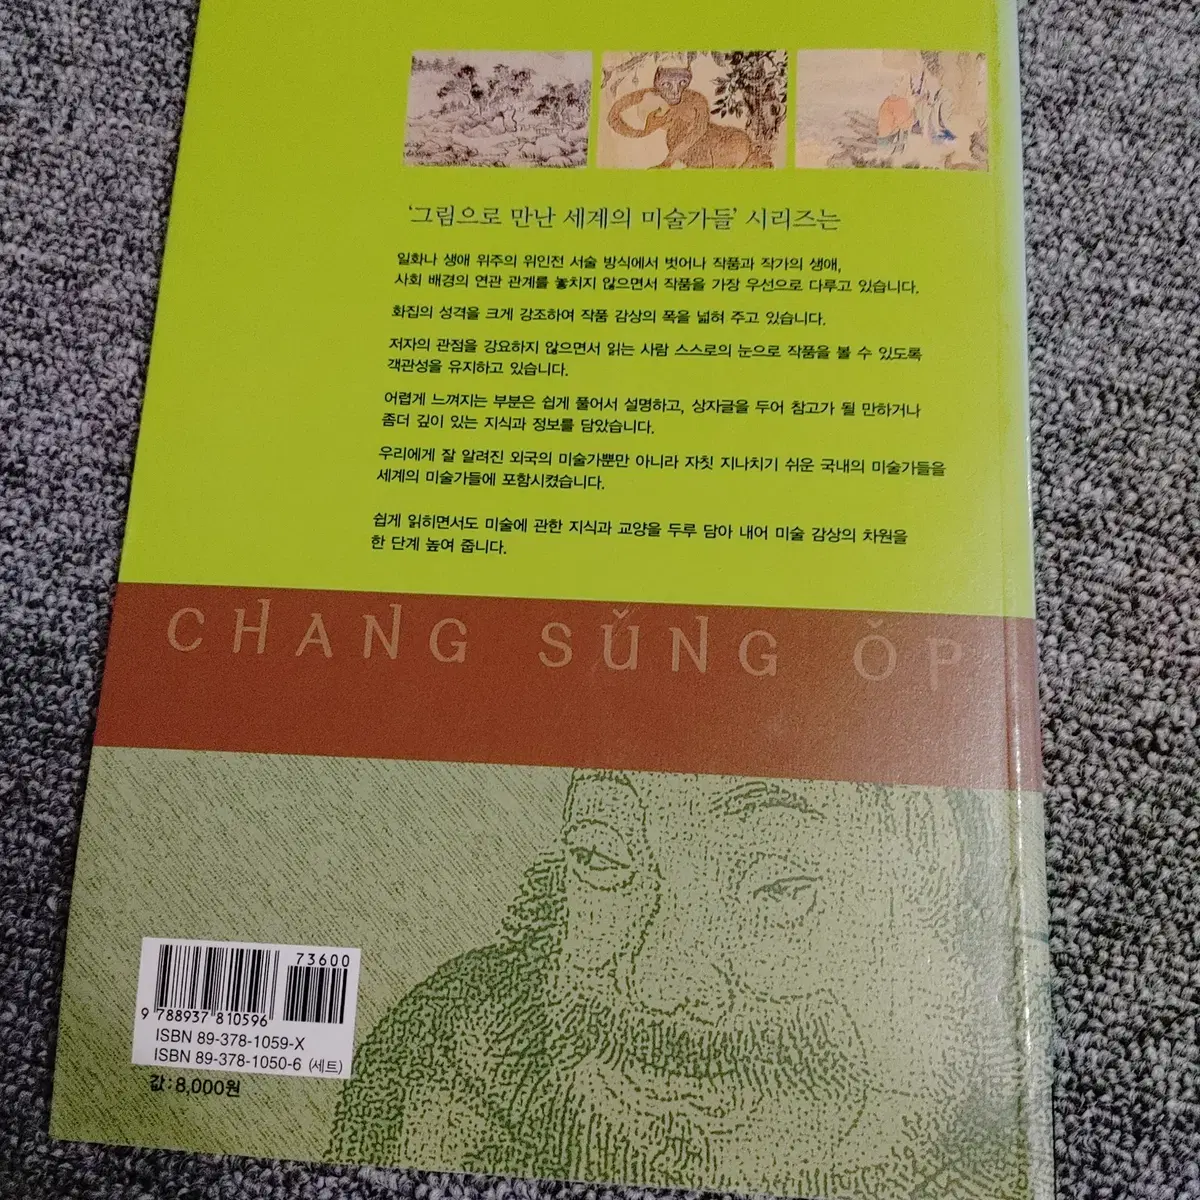 '그림으로 만난 세계의 미술가들' 시리즈는
일화나 생애 위주의 위인전 서술 방식에서 벗어나 작품과 작가의 생애,
사회 배경의 연관 관계를 놓치지 않으면서 작품을 가장 우선으로 다루고 있습니다.
화집의 성격을 크게 강조하여 작품 감상의 폭을 넓혀 주고 있습니다.
저자의 관점을 강요하지 않으면서 읽는 사람 스스로의 눈으로 작품을 볼 수 있도록
객관성을 유지하고 있습니다.
어렵게 느껴지는 부분은 쉽게 풀어서 설명하고, 상자글을 두어 참고가 될 만하거나
좀더 깊이 있는 지식과 정보를 담았습니다.
우리에게 잘 알려진 외국의 미술가뿐만 아니라 자칫 지나치기 쉬운 국내의 미술가들을
세계의 미술가들에 포함시켰습니다.
쉽게 읽히면서도 미술에 관한 지식과 교양을 두루 담아 내어 미술 감상의 차원을
한 단계 높여 줍니다.
CHANG SŬNG ŎP
73600
9 788937 810596
ISBN 89-378-1059-X
ISBN 89-378-1050-6 (세트)
값 : 8,000원